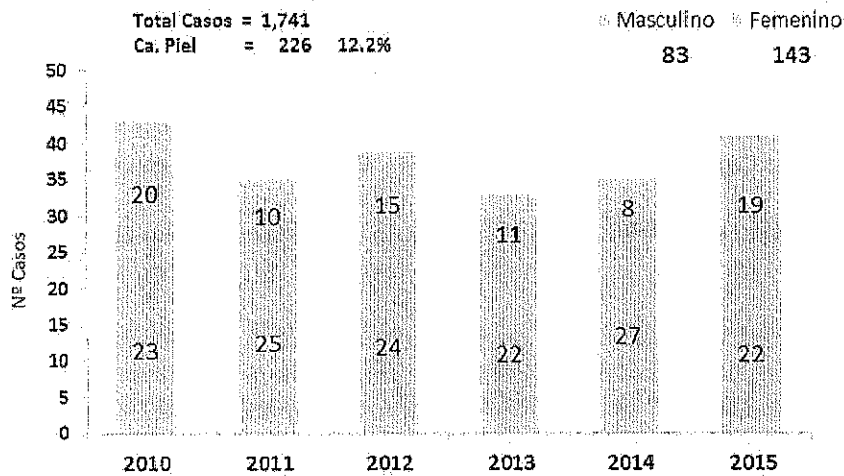 Total Casos = 1,741
Ca. Piel = 226 12.2%
Masculino Femenino
83 143
50
45
40
35
30
25
20
15
10
5
0
Nº Casos
20 10 15 11 8 19
23 25 24 22 27 22
2010 2011 2012 2013 2014 2015